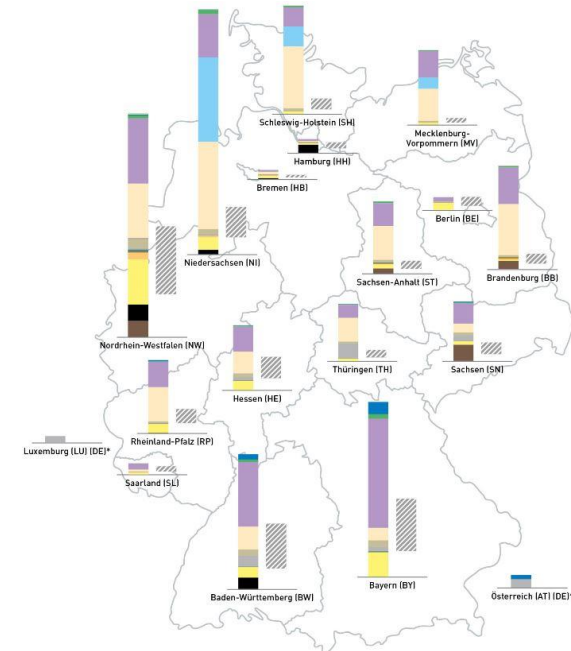 Schleswig-Holstein (SH)
Mecklenburg-
Vorpommern (MV)
Hamburg (HH)
Bremen (HB)
Berlin (BE)
Niedersachsen (NI)
Sachsen-Anhalt (ST)
Brandenburg (BB)
Nordrhein-Westfalen (NW)
Thüringen (TH)
Sachsen (SN)
Hessen (HE)
Rheinland-Pfalz (RP)
Luxemburg (LU) (DE)*
Saarland (SL)
Baden-Württemberg (BW)
Bayern (BY)
Österreich (AT) (DE)*